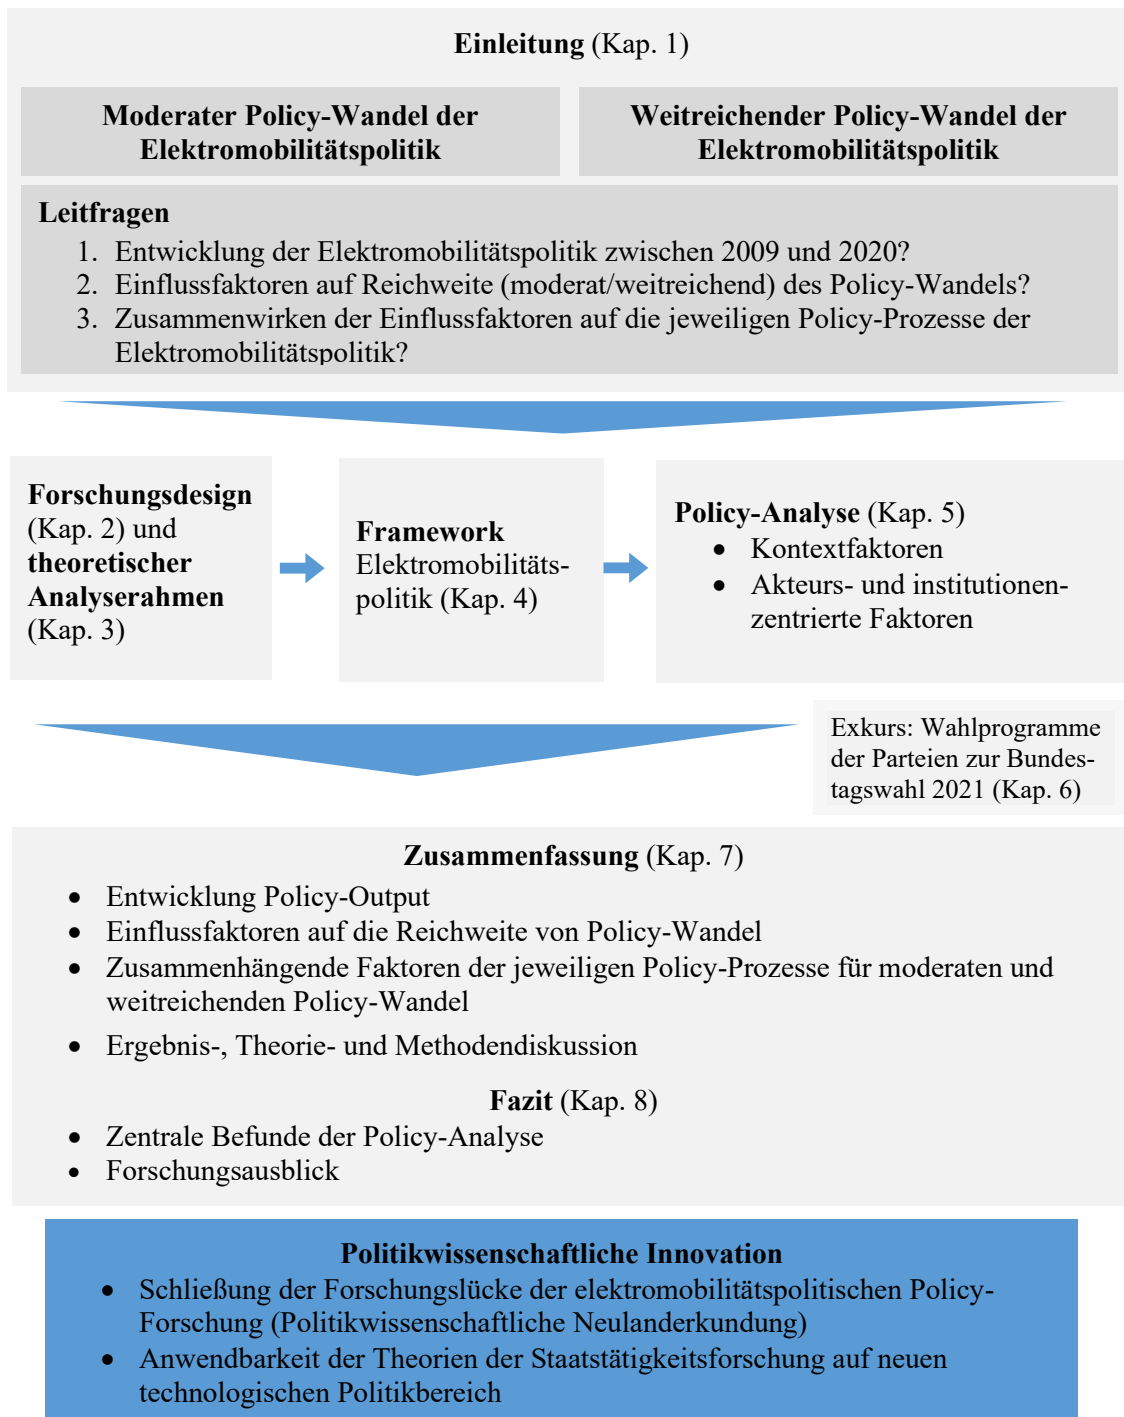 Einleitung (Kap. 1)
Moderater Policy-Wandel der
Elektromobilitätspolitik
Weitreichender Policy-Wandel der
Elektromobilitätspolitik
Leitfragen
1. Entwicklung der Elektromobilitätspolitik zwischen 2009 und 2020?
2. Einflussfaktoren auf Reichweite (moderat/weitreichend) des Policy-Wandels?
3. Zusammenwirken der Einflussfaktoren auf die jeweiligen Policy-Prozesse der
Elektromobilitätspolitik?
Forschungsdesign
(Kap. 2) und
theoretischer
Analyserahmen
(Kap. 3)
Framework
Elektromobilitäts-
politik (Kap. 4)
Policy-Analyse (Kap. 5)
• Kontextfaktoren
• Akteurs- und institutionen-
zentrierte Faktoren
Exkurs: Wahlprogramme
der Parteien zur Bundes-
tagswahl 2021 (Kap. 6)
Zusammenfassung (Kap. 7)
• Entwicklung Policy-Output
• Einflussfaktoren auf die Reichweite von Policy-Wandel
• Zusammenhängende Faktoren der jeweiligen Policy-Prozesse für moderaten und
weitreichenden Policy-Wandel
• Ergebnis-, Theorie- und Methodendiskussion
Fazit (Kap. 8)
• Zentrale Befunde der Policy-Analyse
• Forschungsausblick
Politikwissenschaftliche Innovation
• Schließung der Forschungslücke der elektromobilitätspolitischen Policy-
Forschung (Politikwissenschaftliche Neulanderkundung)
• Anwendbarkeit der Theorien der Staatstätigkeitsforschung auf neuen
technologischen Politikbereich